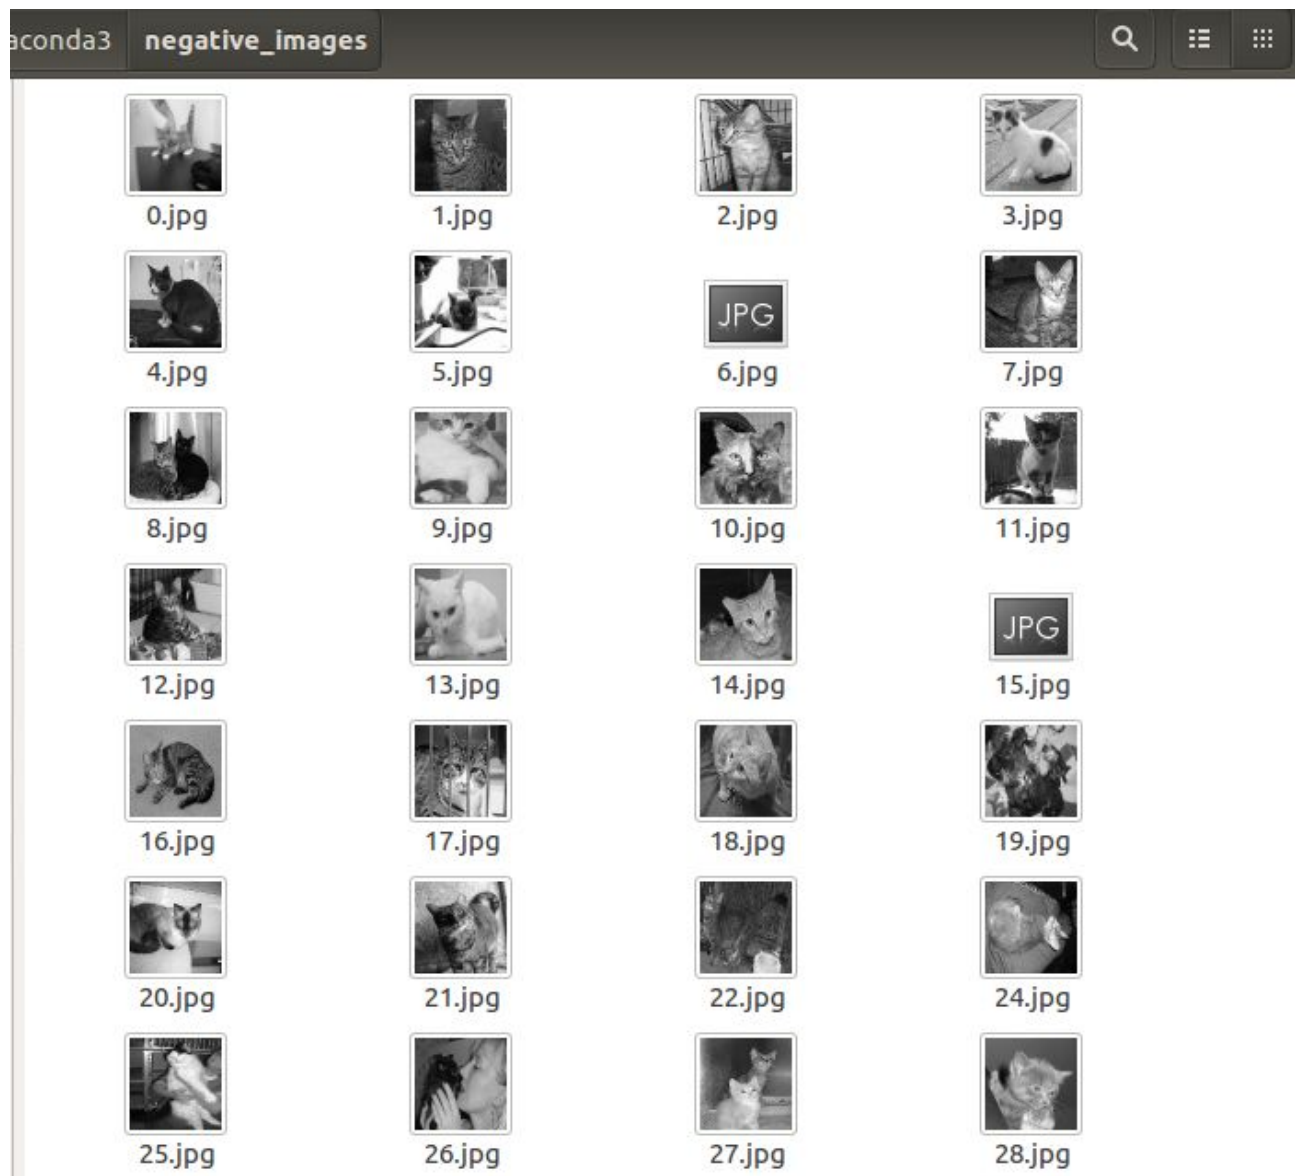 aconda3 negative_images
0.jpg 1.jpg 2.jpg 3.jpg
JPG
4.jpg 5.jpg 6.jpg 7.jpg
8.jpg 9.jpg 10.jpg 11.jpg
JPG
12.jpg 13.jpg 14.jpg 15.jpg
16.jpg 17.jpg 18.jpg 19.jpg
20.jpg 21.jpg 22.jpg 24.jpg
25.jpg 26.jpg 27.jpg 28.jpg